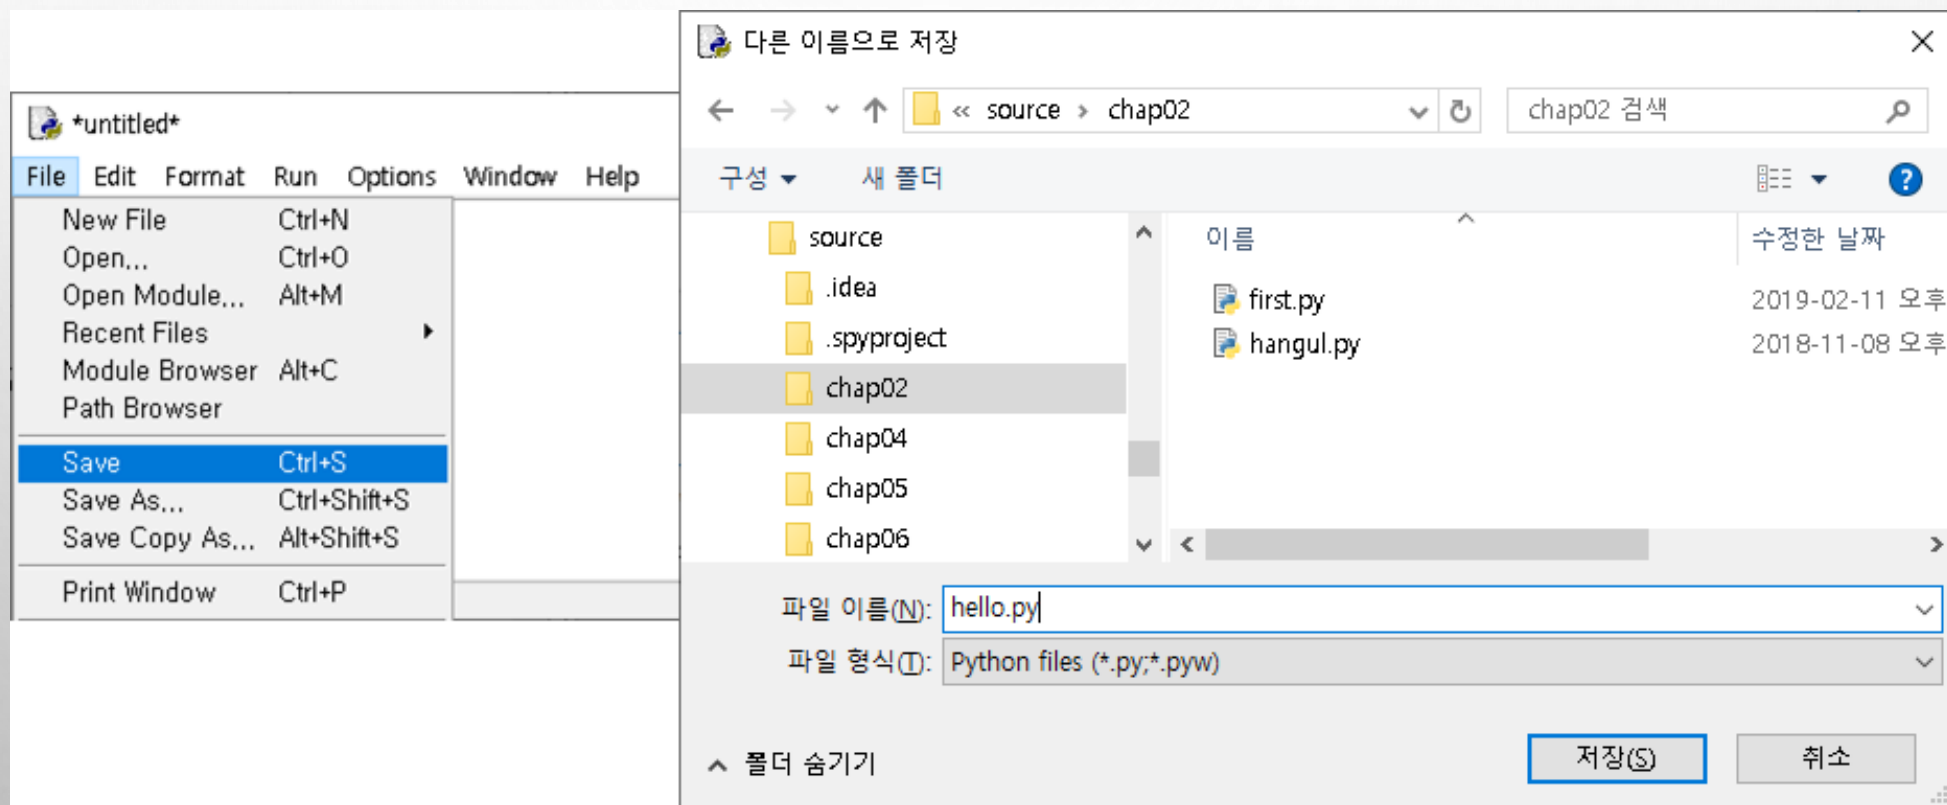 *untitled*
File Edit Format Run Options Window Help
New File Ctrl+N
Open... Ctrl+O
Open Module... Alt+M
Recent Files
Module Browser Alt+C
Path Browser
Save Ctrl+S
Save As... Ctrl+Shift+S
Save Copy As... Alt+Shift+S
Print Window Ctrl+P
다른 이름으로 저장
« source > chap02
chap02 검색
구성 새 폴더
source
.idea
.spyproject
chap02
chap04
chap05
chap06
이름 수정한 날짜
first.py 2019-02-11 오후
hangul.py 2018-11-08 오후
파일 이름(N): hello.py
파일 형식(T): Python files (*.py;*.pyw)
폴더 숨기기
저장(S) 취소